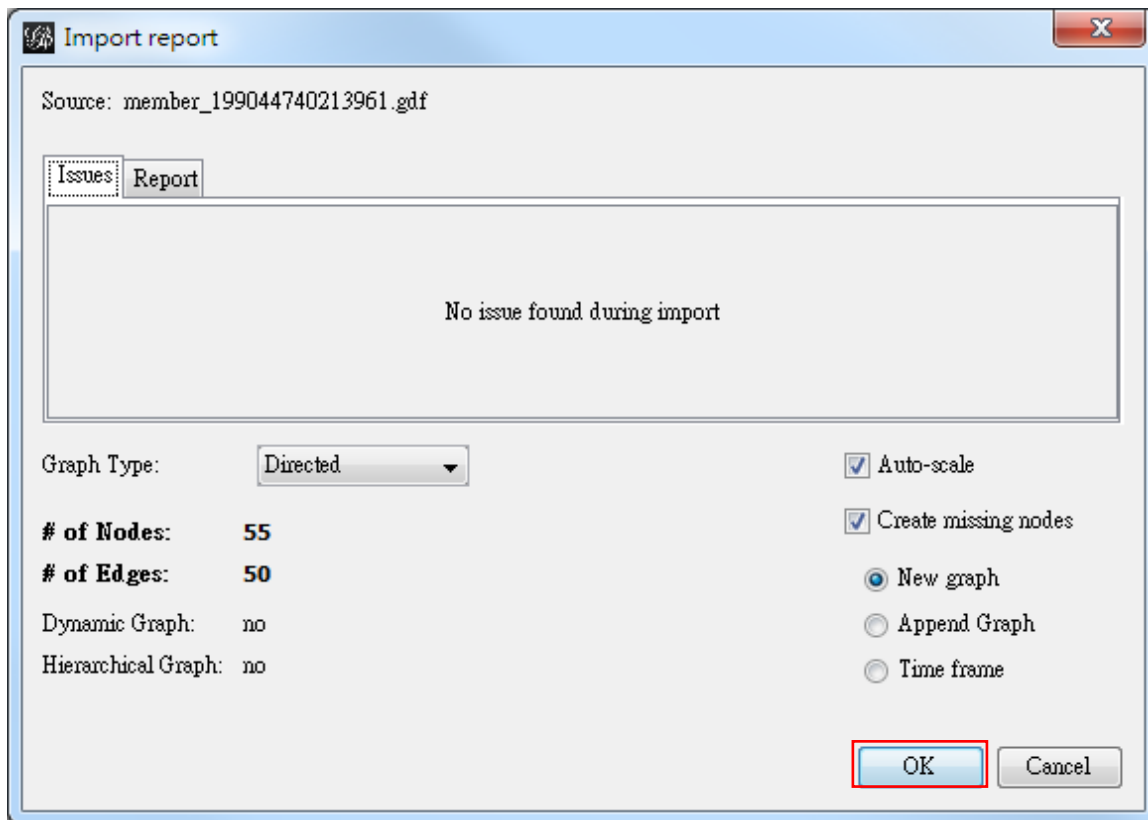 Import report
Source: member_199044740213961.gdf
Issues
Report
No issue found during import
Graph Type: Directed
Auto-scale
# of Nodes: 55
Create missing nodes
# of Edges: 50
New graph
Dynamic Graph: no
Append Graph
Hierarchical Graph: no
Time frame
OK
Cancel